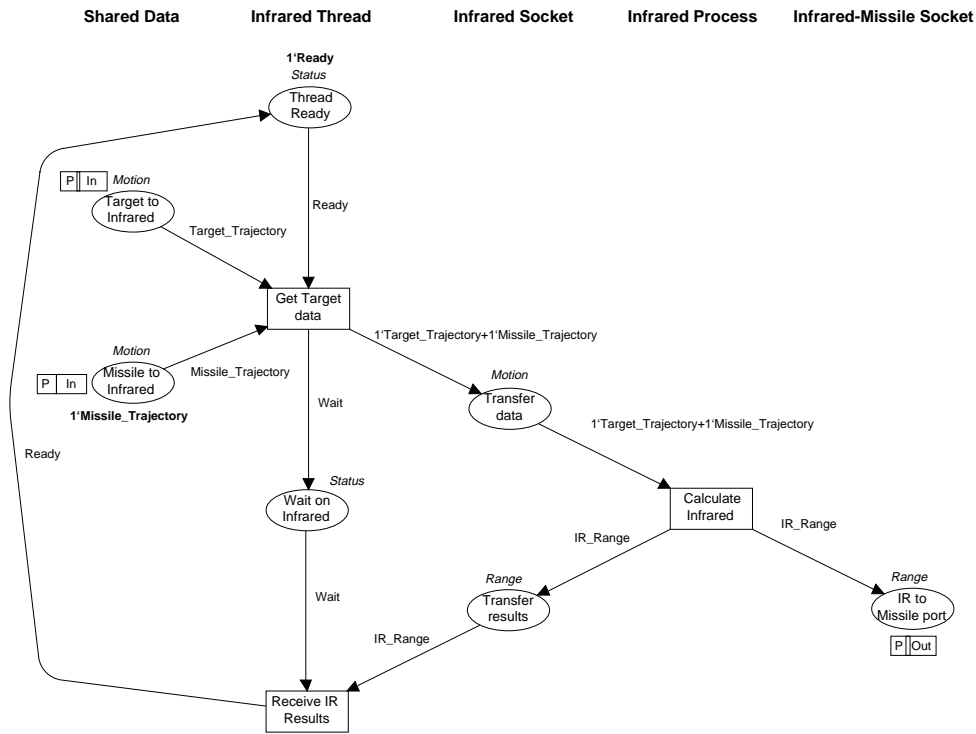 Shared Data Infrared Thread Infrared Socket Infrared Process Infrared-Missile Socket
1‘Ready
Status
Thread
Ready
P In Motion
Target to
Infrared
Ready
Target_Trajectory
Get Target
data
1‘Target_Trajectory+1‘Missile_Trajectory
Motion
Missile_Trajectory
P In
Missile to
Infrared
1‘Missile_Trajectory
Motion
Transfer
data
Wait
1‘Target_Trajectory+1‘Missile_Trajectory
Ready
Status
Wait on
Infrared
Calculate
Infrared
IR_Range
IR_Range
Range
Transfer
results
Range
IR to
Missile port
P Out
Wait
IR_Range
Receive IR
Results